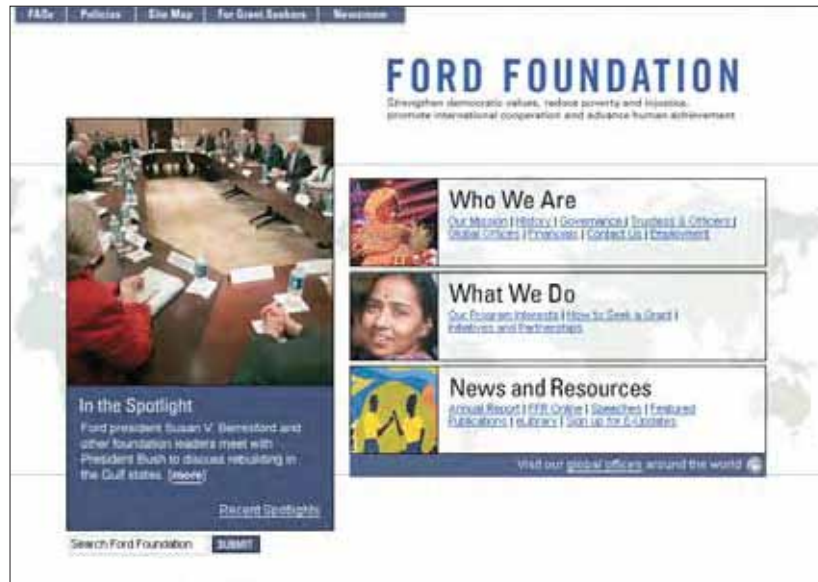 FAQs
Policies
Site Map
For Grant Seekers
Newsroom
FORD FOUNDATION
Strengthen democratic values, reduce poverty and injustice,
promote international cooperation and advance human achievement
Who We Are
Our Mission | History | Governance | Trustees & Officers |
Global Offices | Financials | Contact Us | Employment
What We Do
Our Program Interests | How to Seek a Grant |
Initiatives and Partnerships
News and Resources
Annual Report | FFR Online | Speeches | Featured
Publications | eLibrary | Sign up for E-Updates
Visit our global offices around the world
In the Spotlight
Ford president Susan V. Berresford and
other foundation leaders meet with
President Bush to discuss rebuilding in
the Gulf states. [more]
Recent Spotlights
Search Ford Foundation
SUBMIT